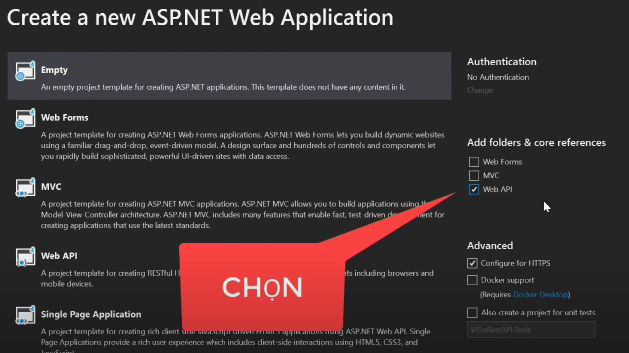 Create a new ASP.NET Web Application
Empty
An empty project template for creating ASP.NET applications. This template does not have any content in it.
Web Forms
A project template for creating ASP.NET Web Forms applications. ASP.NET Web Forms lets you build dynamic websites
using a familiar drag-and-drop, event-driven model. A design surface and hundreds of controls and components let
you rapidly build sophisticated, powerful UI-driven sites with data access.
MVC
A project template for creating ASP.NET MVC applications. ASP.NET MVC allows you to build applications using the
Model View Controller architecture. ASP.NET MVC includes many features that enable fast, test-driven development for
creating applications that use the latest standards.
Web API
A project template for creating RESTful H nts including browsers and
mobile devices.
Single Page Application
A project template for creating rich client side JavaScript driven HTML5 applications using ASP.NET Web API. Single
Page Applications provide a rich user experience which includes client-side interactions using HTML5, CSS3, and
JavaScript.
CHỌN
Authentication
No Authentication
Change
Add folders & core references
Web Forms
MVC
Web API
Advanced
Configure for HTTPS
Docker support
(Requires Docker Desktop)
Also create a project for unit tests
ViDuRestAPI.Tests